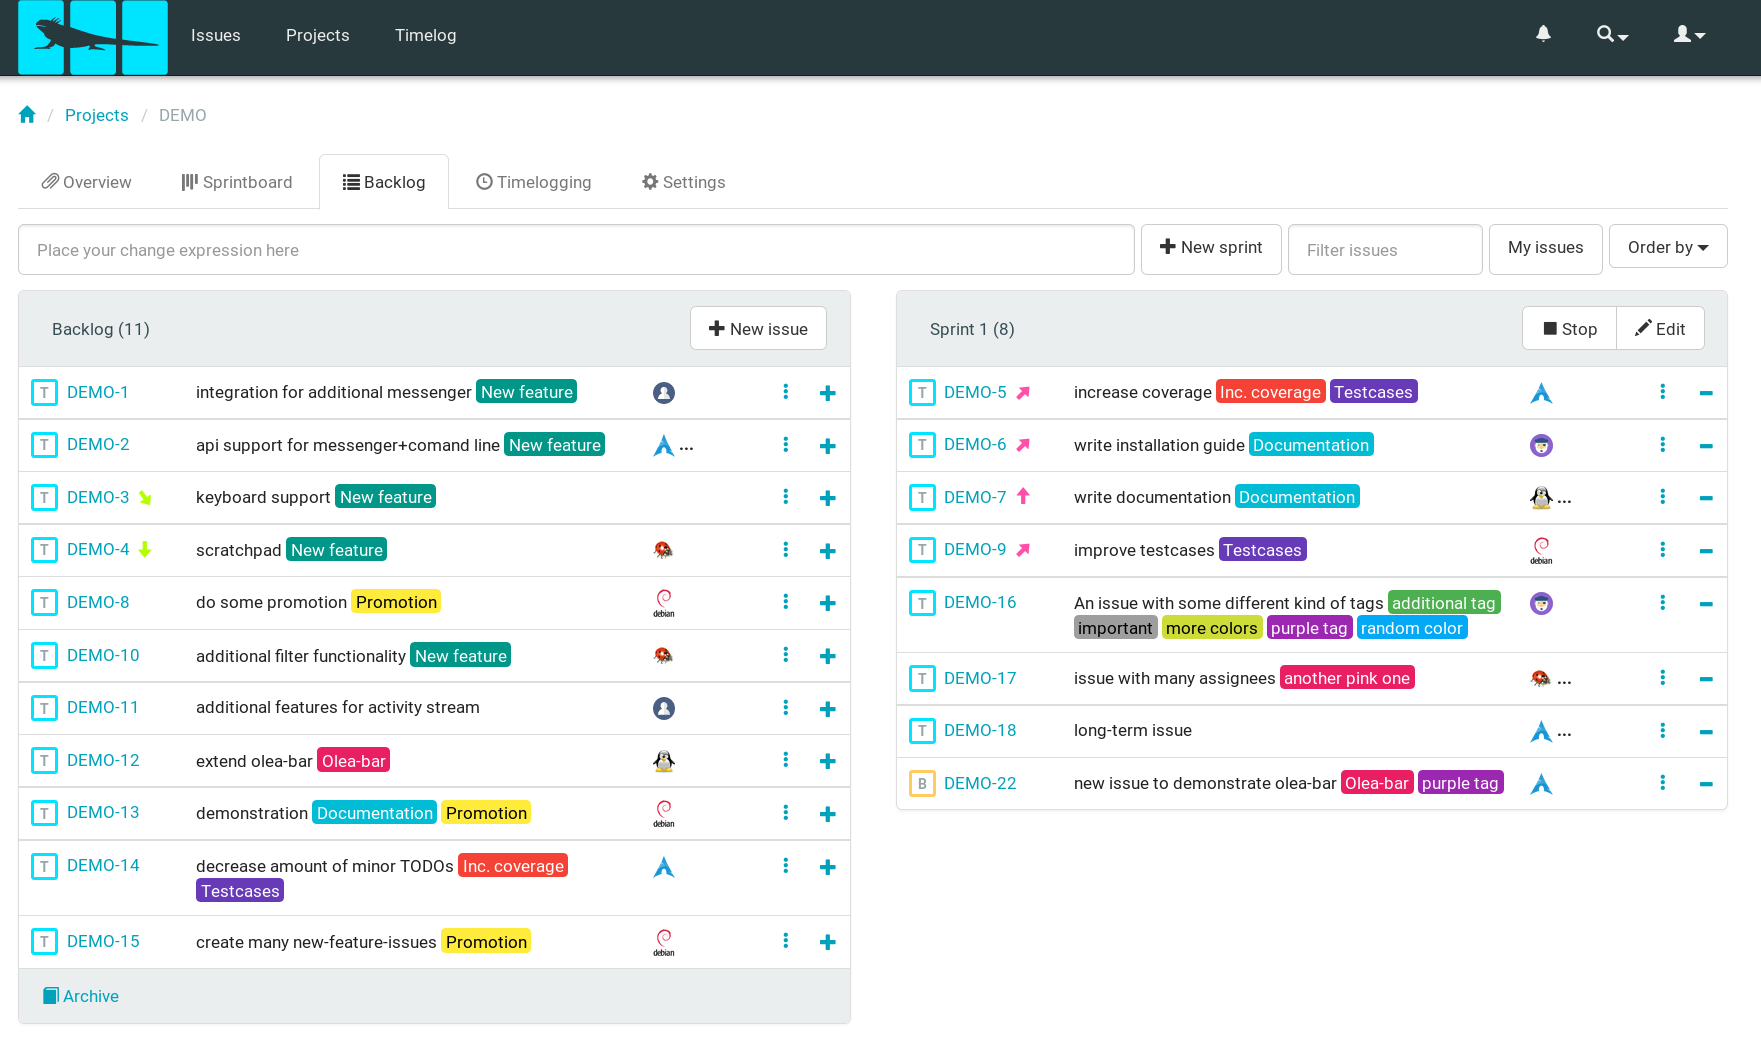 Issues Projects Timelog
/ Projects / DEMO
Overview Sprintboard Backlog Timelogging Settings
Place your change expression here New sprint Filter issues My issues Order by
Backlog (11) New issue
T DEMO-1 integration for additional messenger New feature
T DEMO-2 api support for messenger+comand line New feature ...
T DEMO-3 keyboard support New feature
T DEMO-4 scratchpad New feature
T DEMO-8 do some promotion Promotion debian
T DEMO-10 additional filter functionality New feature
T DEMO-11 additional features for activity stream
T DEMO-12 extend olea-bar Olea-bar
T DEMO-13 demonstration Documentation Promotion debian
T DEMO-14 decrease amount of minor TODOs Inc. coverage
Testcases
T DEMO-15 create many new-feature-issues Promotion debian
Archive
Sprint 1 (8) Stop Edit
T DEMO-5 increase coverage Inc. coverage Testcases
T DEMO-6 write installation guide Documentation
T DEMO-7 write documentation Documentation ...
T DEMO-9 improve testcases Testcases debian
T DEMO-16 An issue with some different kind of tags additional tag
important more colors purple tag random color
T DEMO-17 issue with many assignees another pink one ...
T DEMO-18 long-term issue ...
B DEMO-22 new issue to demonstrate olea-bar Olea-bar purple tag